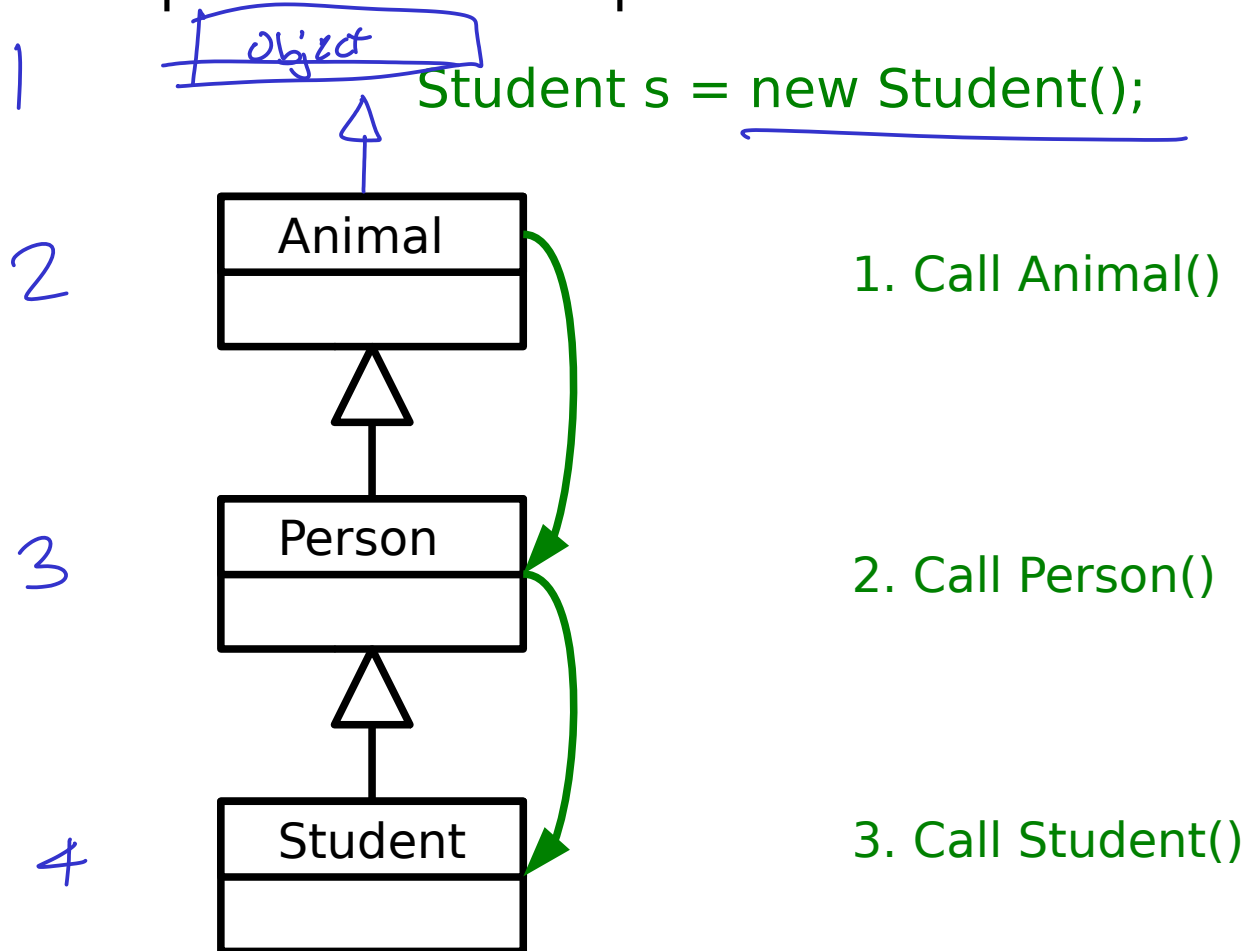 1
Object
Student s = new Student();
2
Animal
1. Call Animal()
3
Person
2. Call Person()
4
Student
3. Call Student()